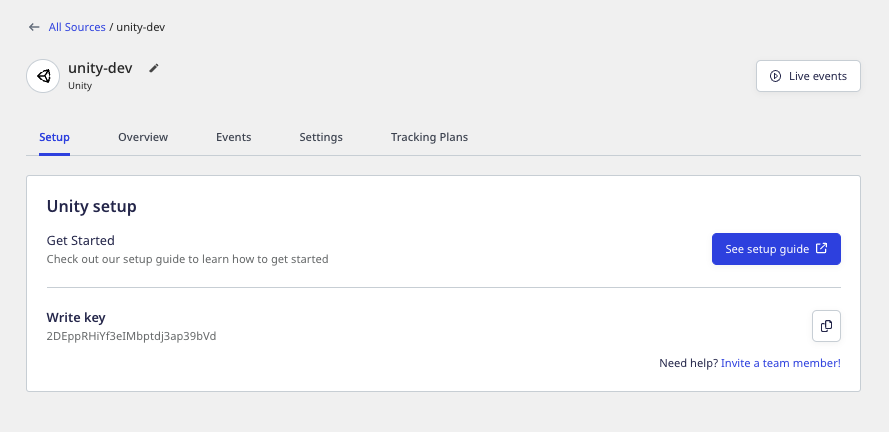 All Sources / unity-dev
unity-dev
Unity
Live events
Setup Overview Events Settings Tracking Plans
Unity setup
Get Started
Check out our setup guide to learn how to get started
See setup guide
Write key
2DEppRHiYf3eIMbptdj3ap39bVd
Need help? Invite a team member!